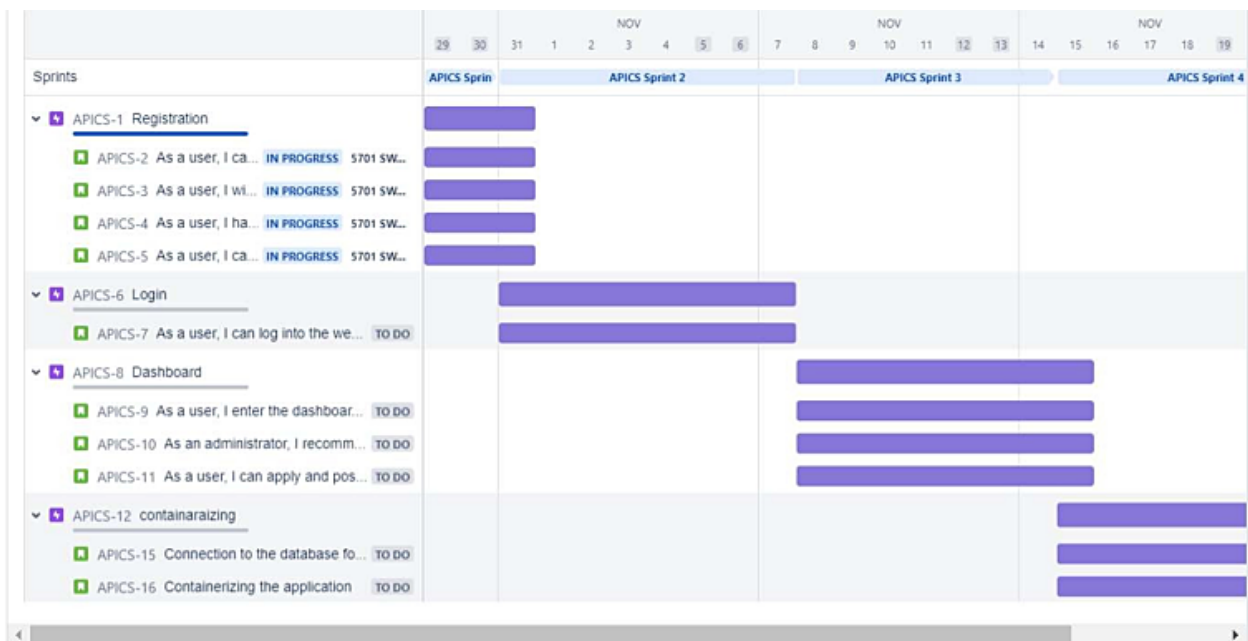 NOV NOV NOV
29 30 31 1 2 3 4 5 6 7 8 9 10 11 12 13 14 15 16 17 18 19
Sprints APICS Sprin APICS Sprint 2 APICS Sprint 3 APICS Sprint 4
APICS-1 Registration
APICS-2 As a user, I ca... IN PROGRESS 5701 SW...
APICS-3 As a user, I wi... IN PROGRESS 5701 SW...
APICS-4 As a user, I ha... IN PROGRESS 5701 SW...
APICS-5 As a user, I ca... IN PROGRESS 5701 SW...
APICS-6 Login
APICS-7 As a user, I can log into the we... TO DO
APICS-8 Dashboard
APICS-9 As a user, I enter the dashboar... TO DO
APICS-10 As an administrator, I recomm... TO DO
APICS-11 As a user, I can apply and pos... TO DO
APICS-12 containaraizing
APICS-15 Connection to the database fo... TO DO
APICS-16 Containerizing the application TO DO